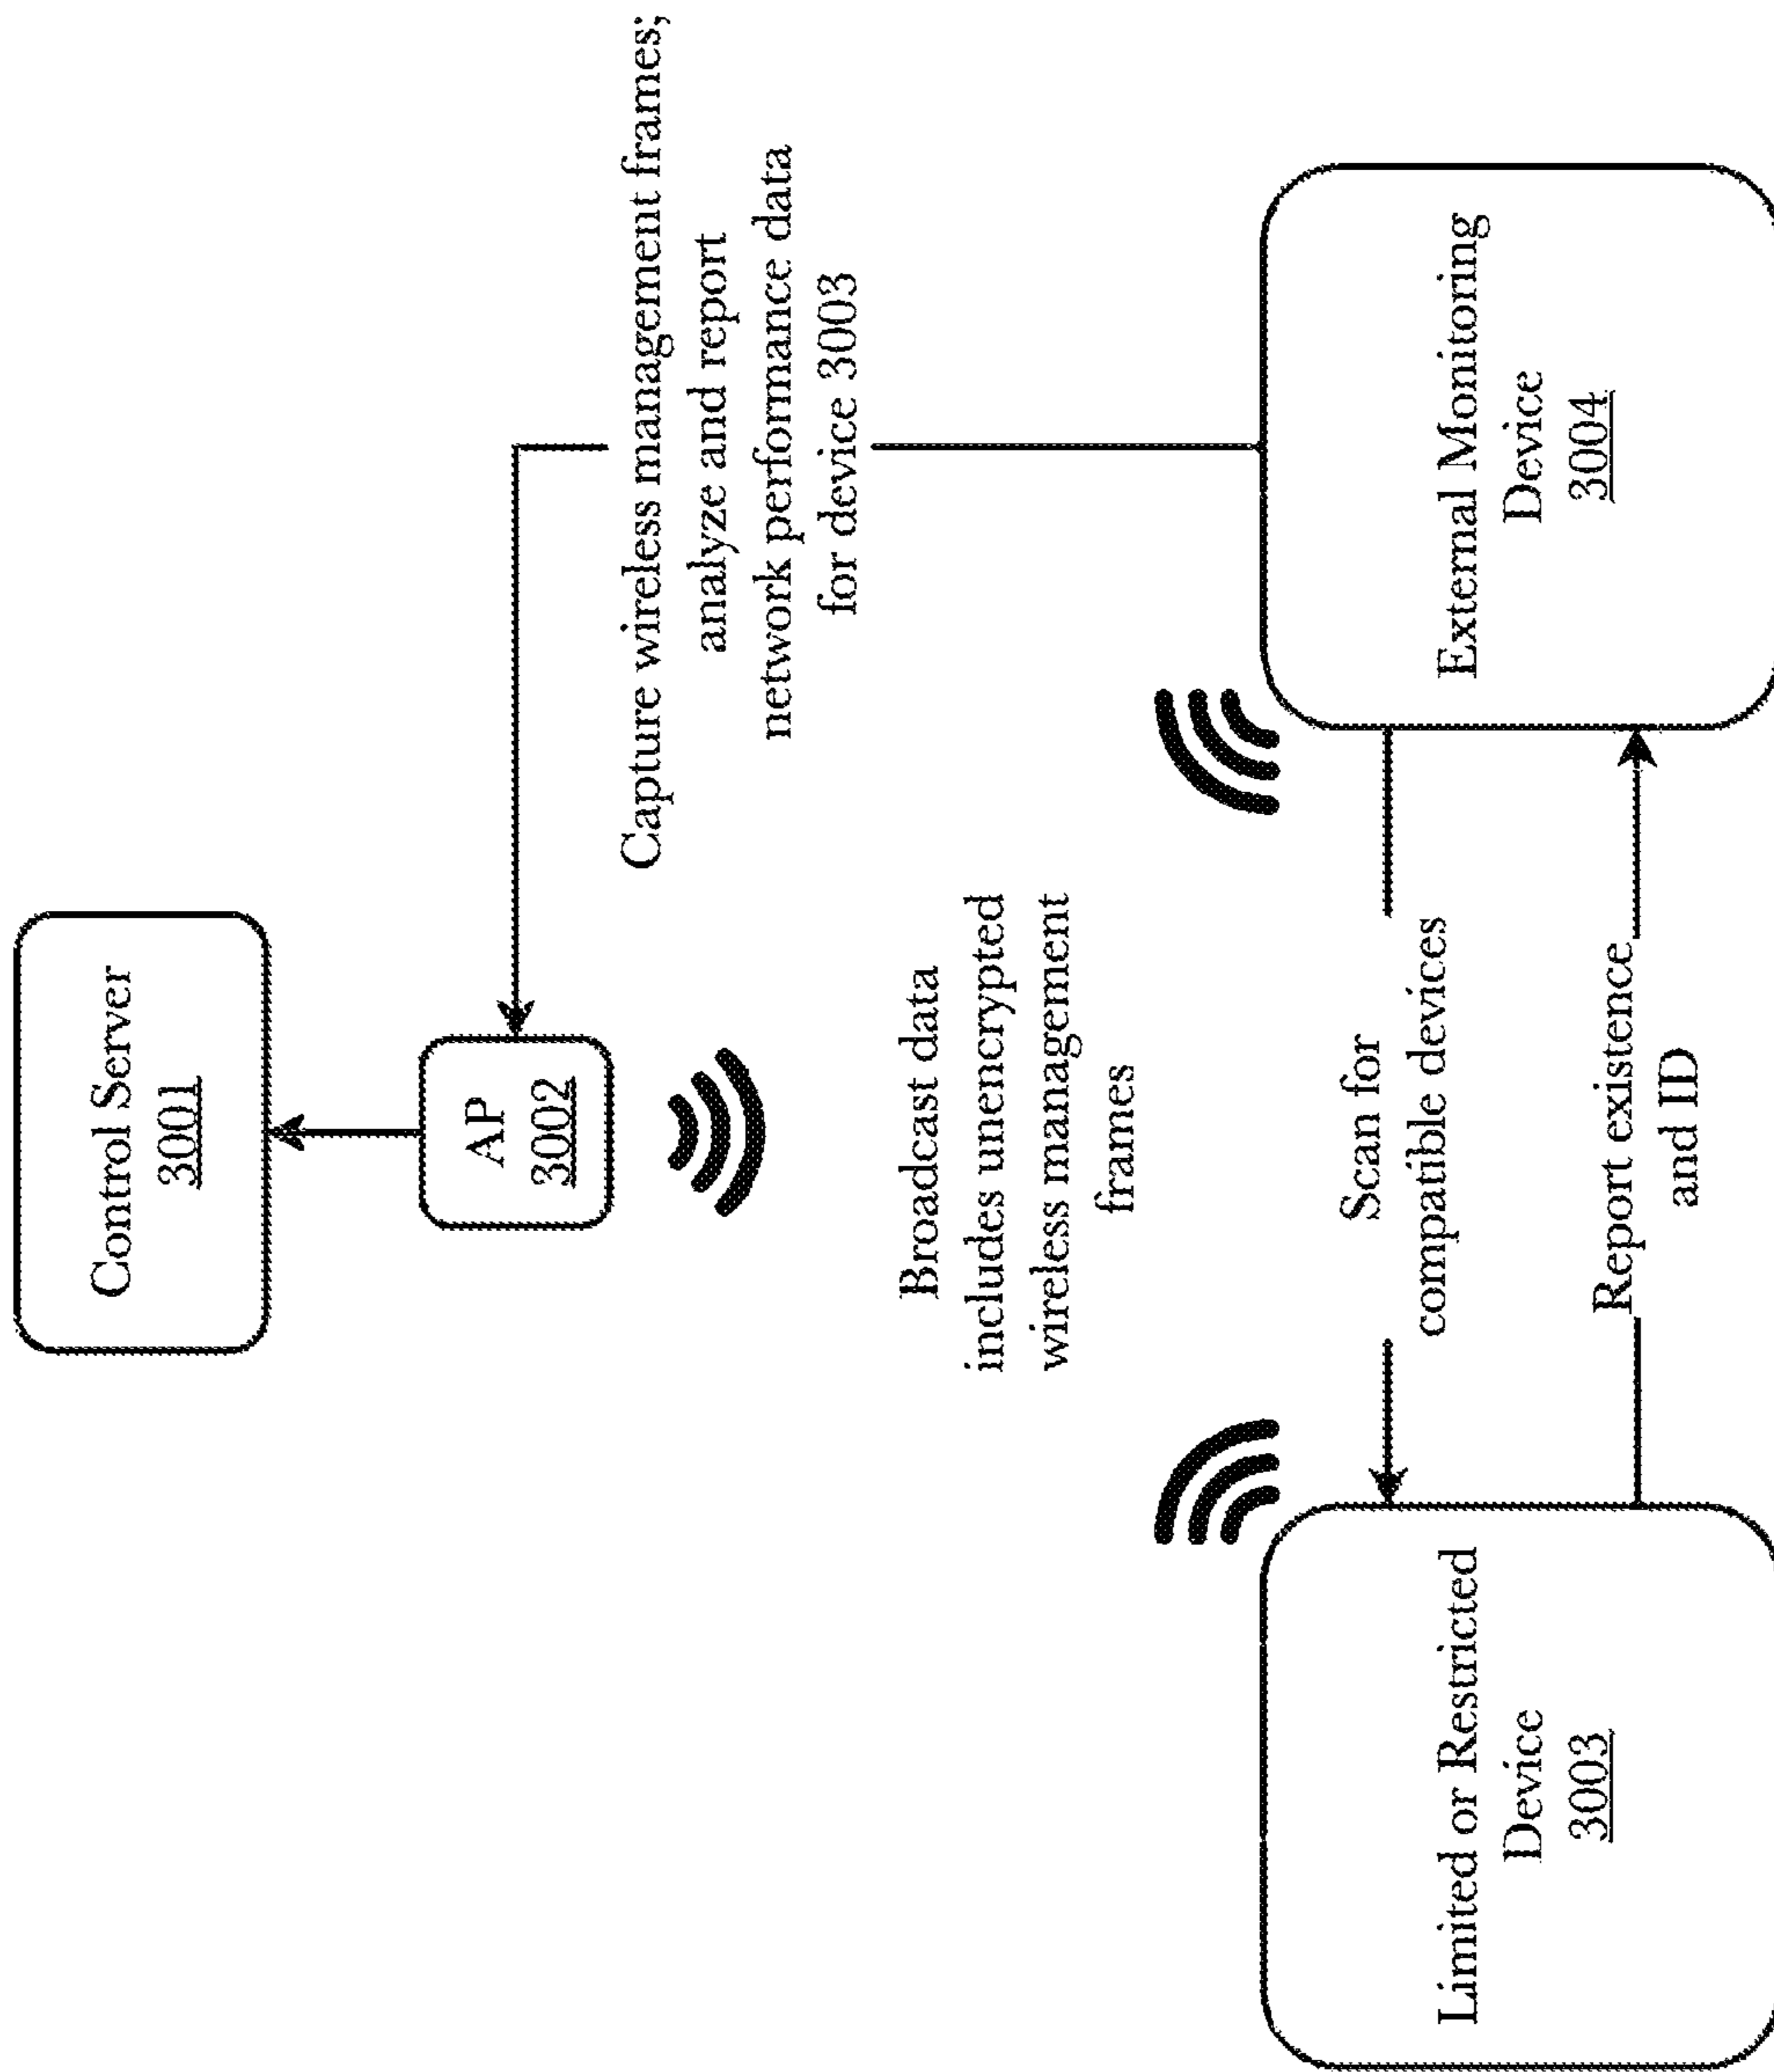 Control Server
3001
AP
3002
Capture wireless management frames;
analyze and report
network performance data
for device 3003
Broadcast data
includes unencrypted
wireless management
frames
Limited or Restricted
Device
3003
Scan for
compatible devices
Report existence
and ID
External Monitoring
Device
3004